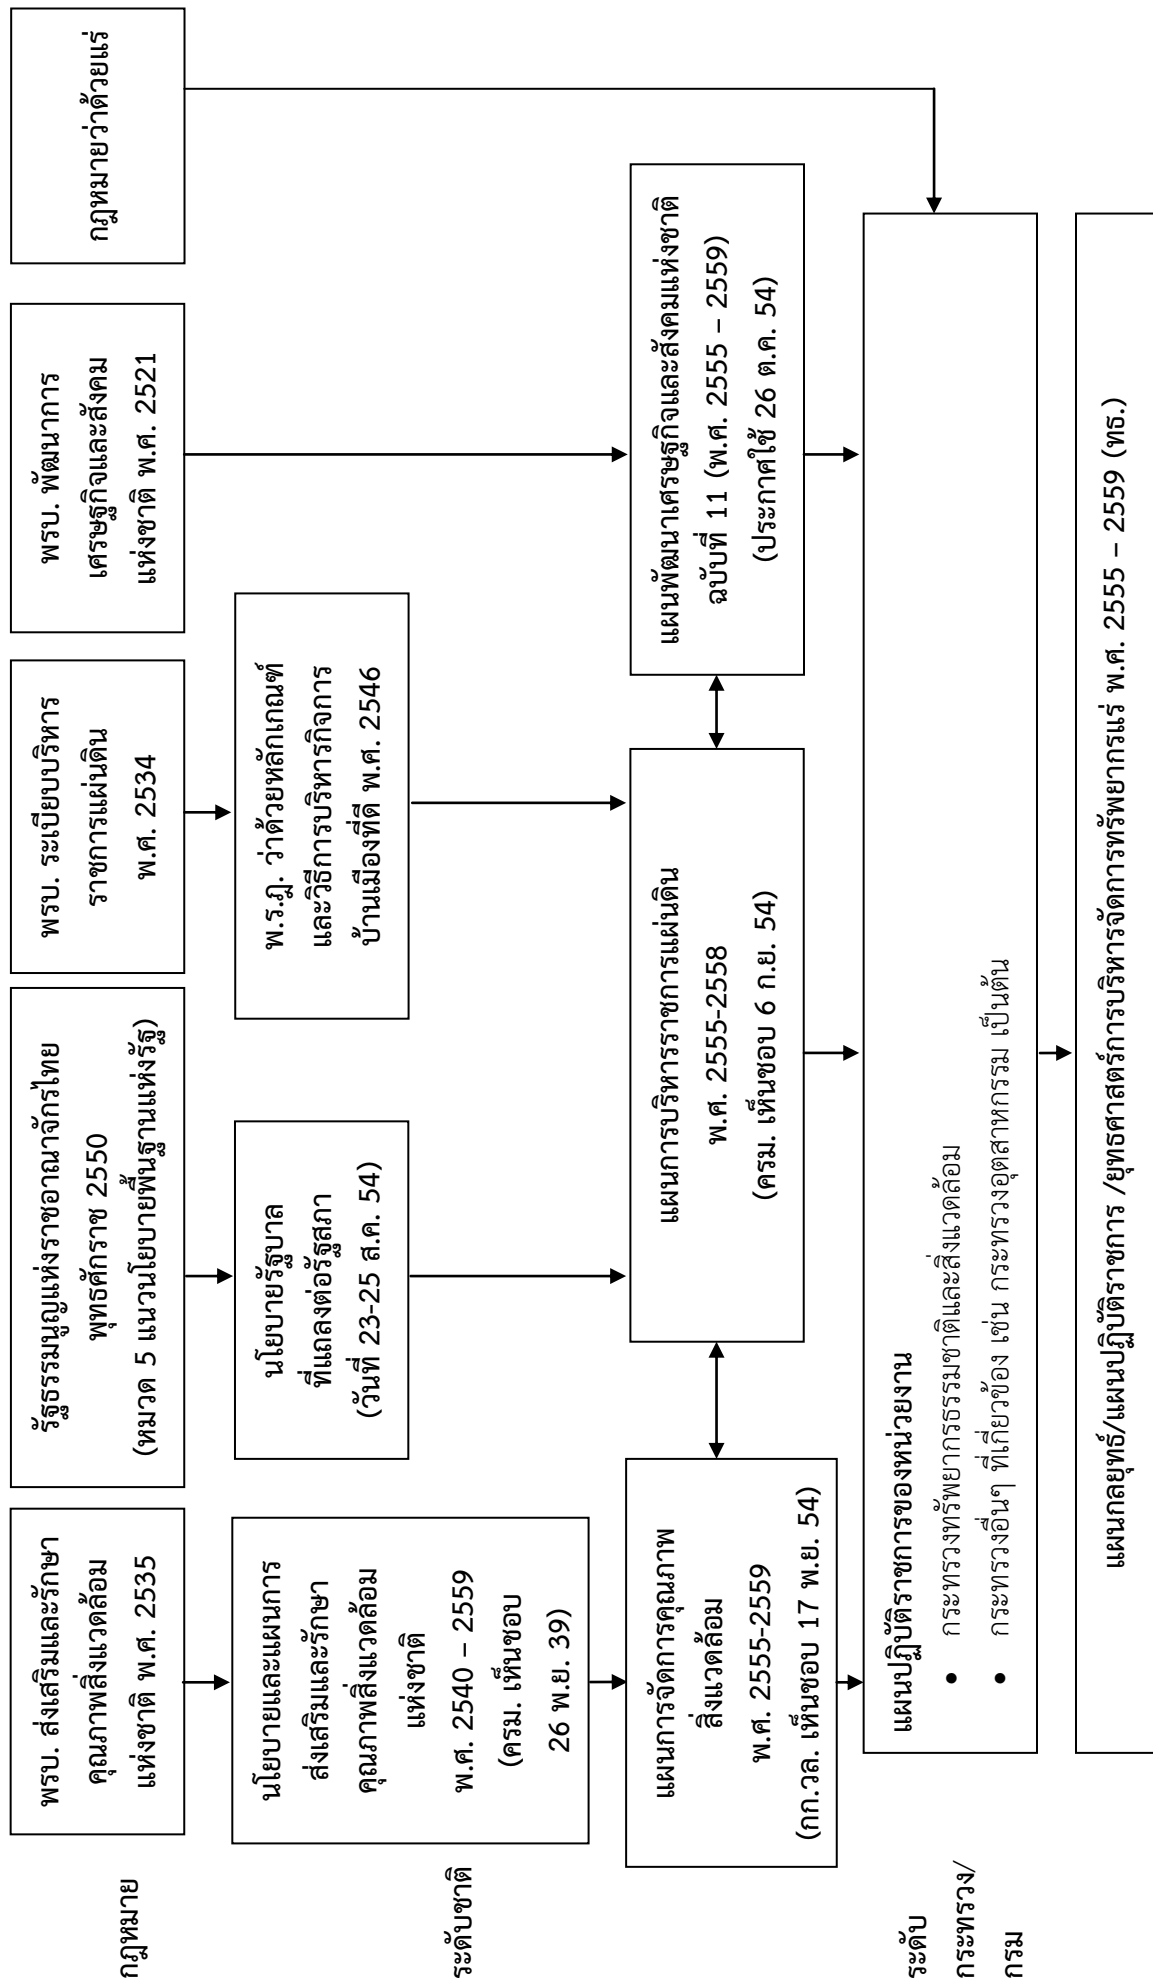 กฎหมาย
พรบ. ส่งเสริมและรักษา
คุณภาพสิ่งแวดล้อม
แห่งชาติ พ.ศ. 2535
รัฐธรรมนูญแห่งราชอาณาจักรไทย
พุทธศักราช 2550
(หมวด 5 แนวนโยบายพื้นฐานแห่งรัฐ)
พรบ. ระเบียบบริหาร
ราชการแผ่นดิน
พ.ศ. 2534
พรบ. พัฒนาการ
เศรษฐกิจและสังคม
แห่งชาติ พ.ศ. 2521
กฎหมายว่าด้วยแร่
ระดับชาติ
นโยบายและแผนการ
ส่งเสริมและรักษา
คุณภาพสิ่งแวดล้อม
แห่งชาติ
พ.ศ. 2540 – 2559
(ครม. เห็นชอบ
26 พ.ย. 39)
นโยบายรัฐบาล
ที่แถลงต่อรัฐสภา
(วันที่ 23-25 ส.ค. 54)
พ.ร.ฎ. ว่าด้วยหลักเกณฑ์
และวิธีการบริหารกิจการ
บ้านเมืองที่ดี พ.ศ. 2546
แผนการจัดการคุณภาพ
สิ่งแวดล้อม
พ.ศ. 2555-2559
(กก.วล. เห็นชอบ 17 พ.ย. 54)
แผนการบริหารราชการแผ่นดิน
พ.ศ. 2555-2558
(ครม. เห็นชอบ 6 ก.ย. 54)
แผนพัฒนาเศรษฐกิจและสังคมแห่งชาติ
ฉบับที่ 11 (พ.ศ. 2555 – 2559)
(ประกาศใช้ 26 ต.ค. 54)
ระดับ
กระทรวง/
กรม
แผนปฏิบัติราชการของหน่วยงาน
• กระทรวงทรัพยากรธรรมชาติและสิ่งแวดล้อม
• กระทรวงอื่นๆ ที่เกี่ยวข้อง เช่น กระทรวงอุตสาหกรรม เป็นต้น
แผนกลยุทธ์/แผนปฏิบัติราชการ /ยุทธศาสตร์การบริหารจัดการทรัพยากรแร่ พ.ศ. 2555 – 2559 (ทธ.)